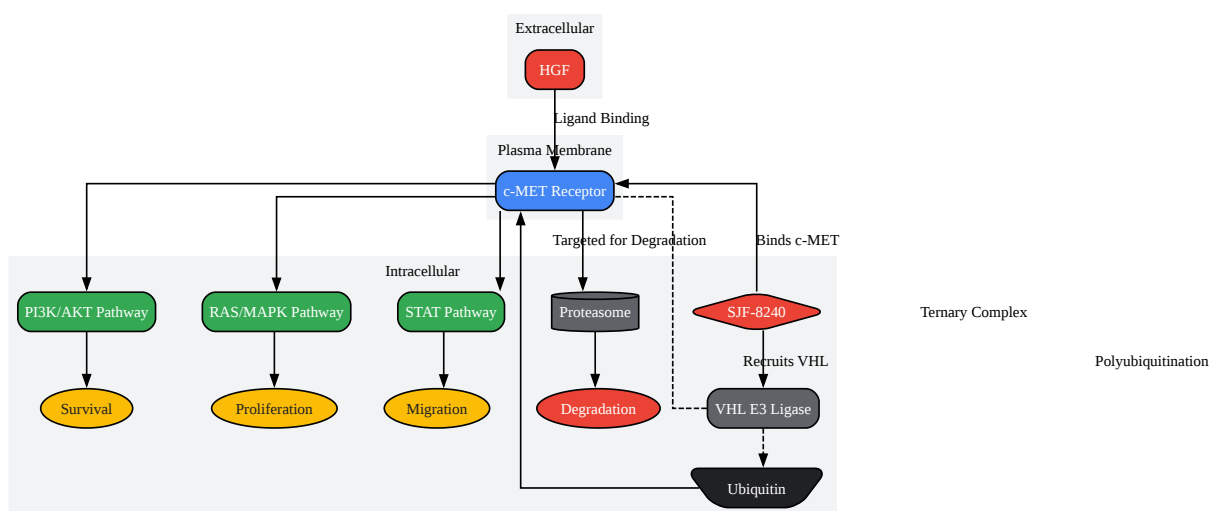 Extracellular
HGF
Ligand Binding
Plasma Membrane
c-MET Receptor
Targeted for Degradation
Binds c-MET
Intracellular
PI3K/AKT Pathway
RAS/MAPK Pathway
STAT Pathway
Proteasome
SJF-8240
Ternary Complex
Recruits VHL
Polyubiquitination
Survival
Proliferation
Migration
Degradation
VHL E3 Ligase
Ubiquitin